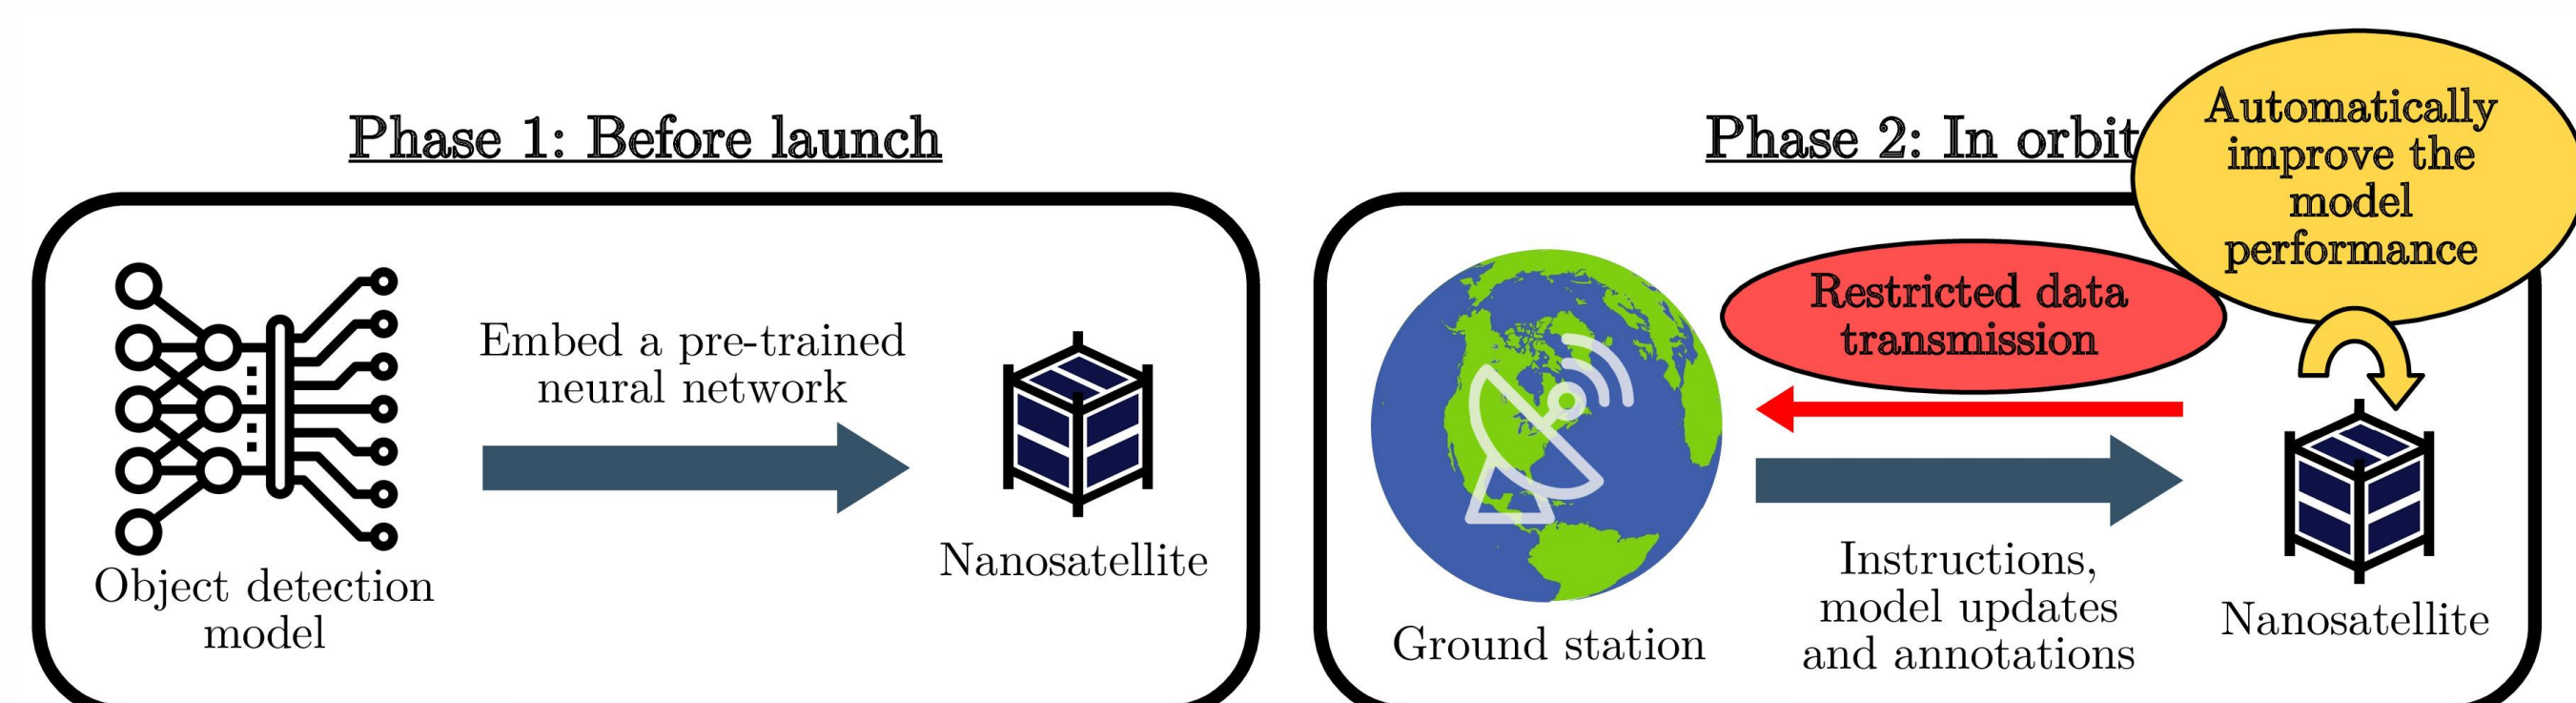 Phase 1: Before launch
Object detection
model
Embed a pre-trained
neural network
Nanosatellite
Phase 2: In orbit
Automatically
improve the
model
performance
Restricted data
transmission
Ground station
Instructions,
model updates
and annotations
Nanosatellite